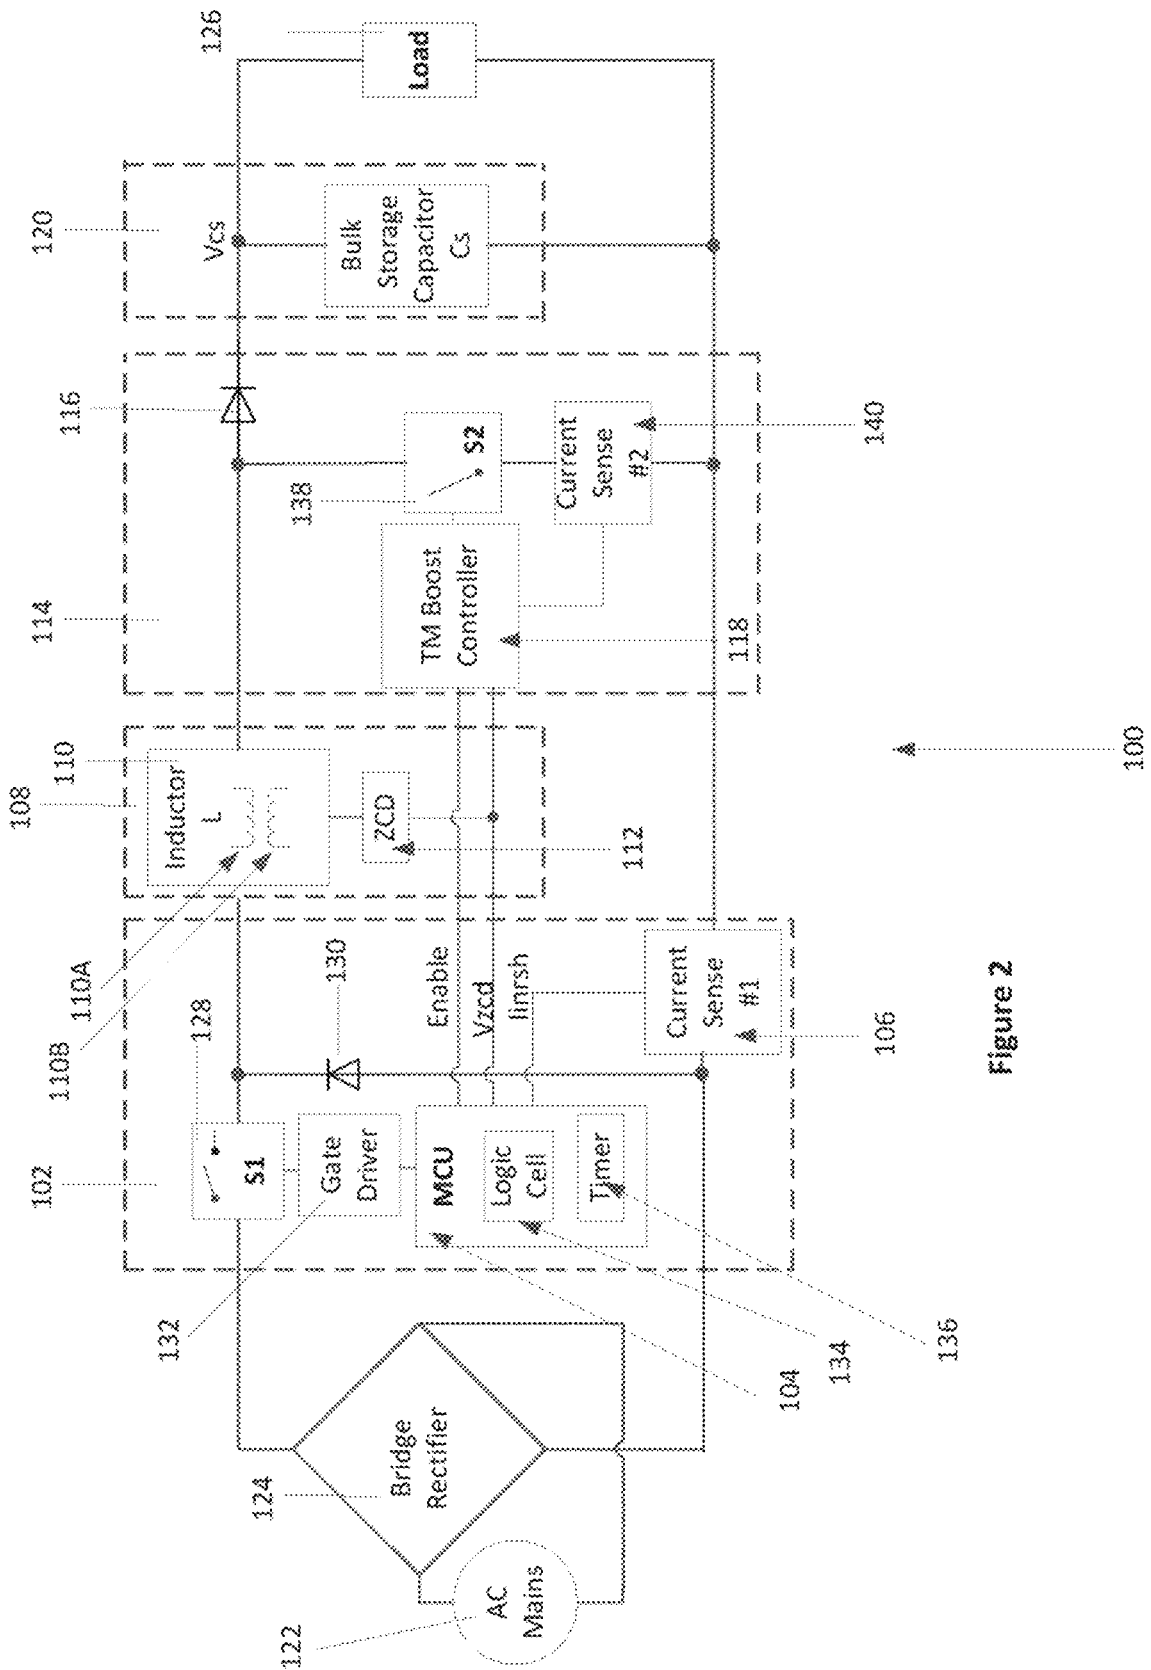 122
AC
Mains
124
Bridge
Rectifier
102
128
S1
132
Gate
Driver
130
MCU
Logic
Cell
Timer
104
134
136
Enable
Vzcd
Iinrsh
Current
Sense
#1
106
108
110
110A
110B
Inductor
L
ZCD
112
114
116
138
S2
TM Boost
Controller
118
Current
Sense
#2
140
120
Vcs
Bulk
Storage
Capacitor
Cs
126
Load
100
Figure 2